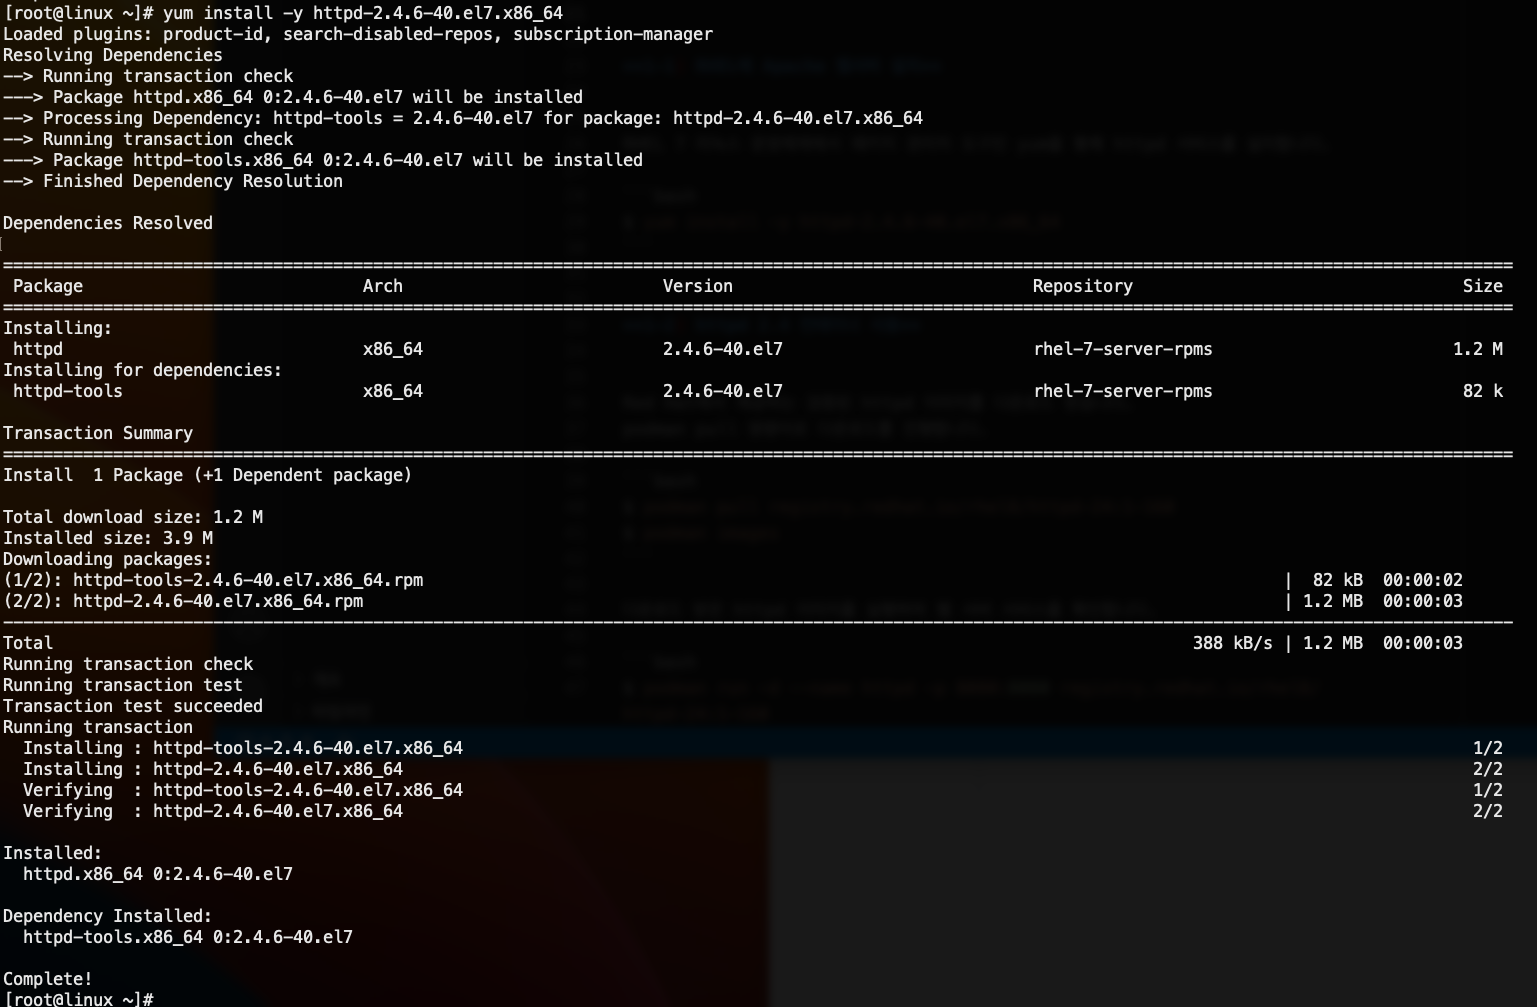 [root@linux ~]# yum install -y httpd-2.4.6-40.el7.x86_64
Loaded plugins: product-id, search-disabled-repos, subscription-manager
Resolving Dependencies
--> Running transaction check
---> Package httpd.x86_64 0:2.4.6-40.el7 will be installed
--> Processing Dependency: httpd-tools = 2.4.6-40.el7 for package: httpd-2.4.6-40.el7.x86_64
--> Running transaction check
---> Package httpd-tools.x86_64 0:2.4.6-40.el7 will be installed
--> Finished Dependency Resolution
Dependencies Resolved
Package Arch Version Repository Size
Installing:
httpd x86_64 2.4.6-40.el7 rhel-7-server-rpms 1.2 M
Installing for dependencies:
httpd-tools x86_64 2.4.6-40.el7 rhel-7-server-rpms 82 k
Transaction Summary
Install  1 Package (+1 Dependent package)
Total download size: 1.2 M
Installed size: 3.9 M
Downloading packages:
(1/2): httpd-tools-2.4.6-40.el7.x86_64.rpm | 82 kB 00:00:02
(2/2): httpd-2.4.6-40.el7.x86_64.rpm | 1.2 MB 00:00:03
Total 388 kB/s | 1.2 MB 00:00:03
Running transaction check
Running transaction test
Transaction test succeeded
Running transaction
Installing : httpd-tools-2.4.6-40.el7.x86_64 1/2
Installing : httpd-2.4.6-40.el7.x86_64 2/2
Verifying  : httpd-tools-2.4.6-40.el7.x86_64 1/2
Verifying  : httpd-2.4.6-40.el7.x86_64 2/2
Installed:
httpd.x86_64 0:2.4.6-40.el7
Dependency Installed:
httpd-tools.x86_64 0:2.4.6-40.el7
Complete!
[root@linux ~]#